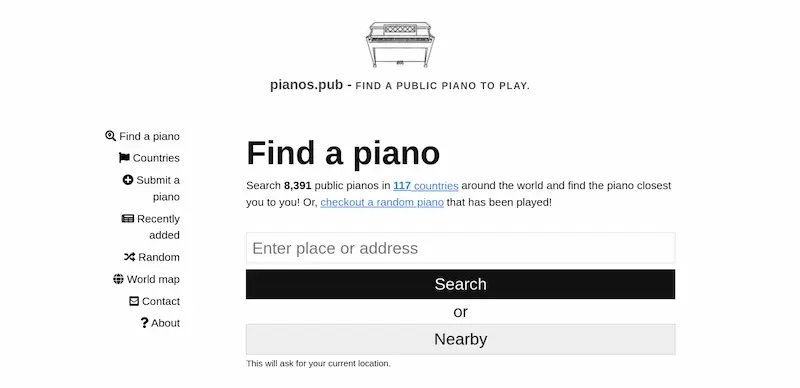 pianos.pub - FIND A PUBLIC PIANO TO PLAY.
Find a piano
Countries
Submit a
piano
Recently
added
Random
World map
Contact
About
Find a piano
Search 8,391 public pianos in 117 countries around the world and find the piano closest
you to you! Or, checkout a random piano that has been played!
Enter place or address
Search
or
Nearby
This will ask for your current location.